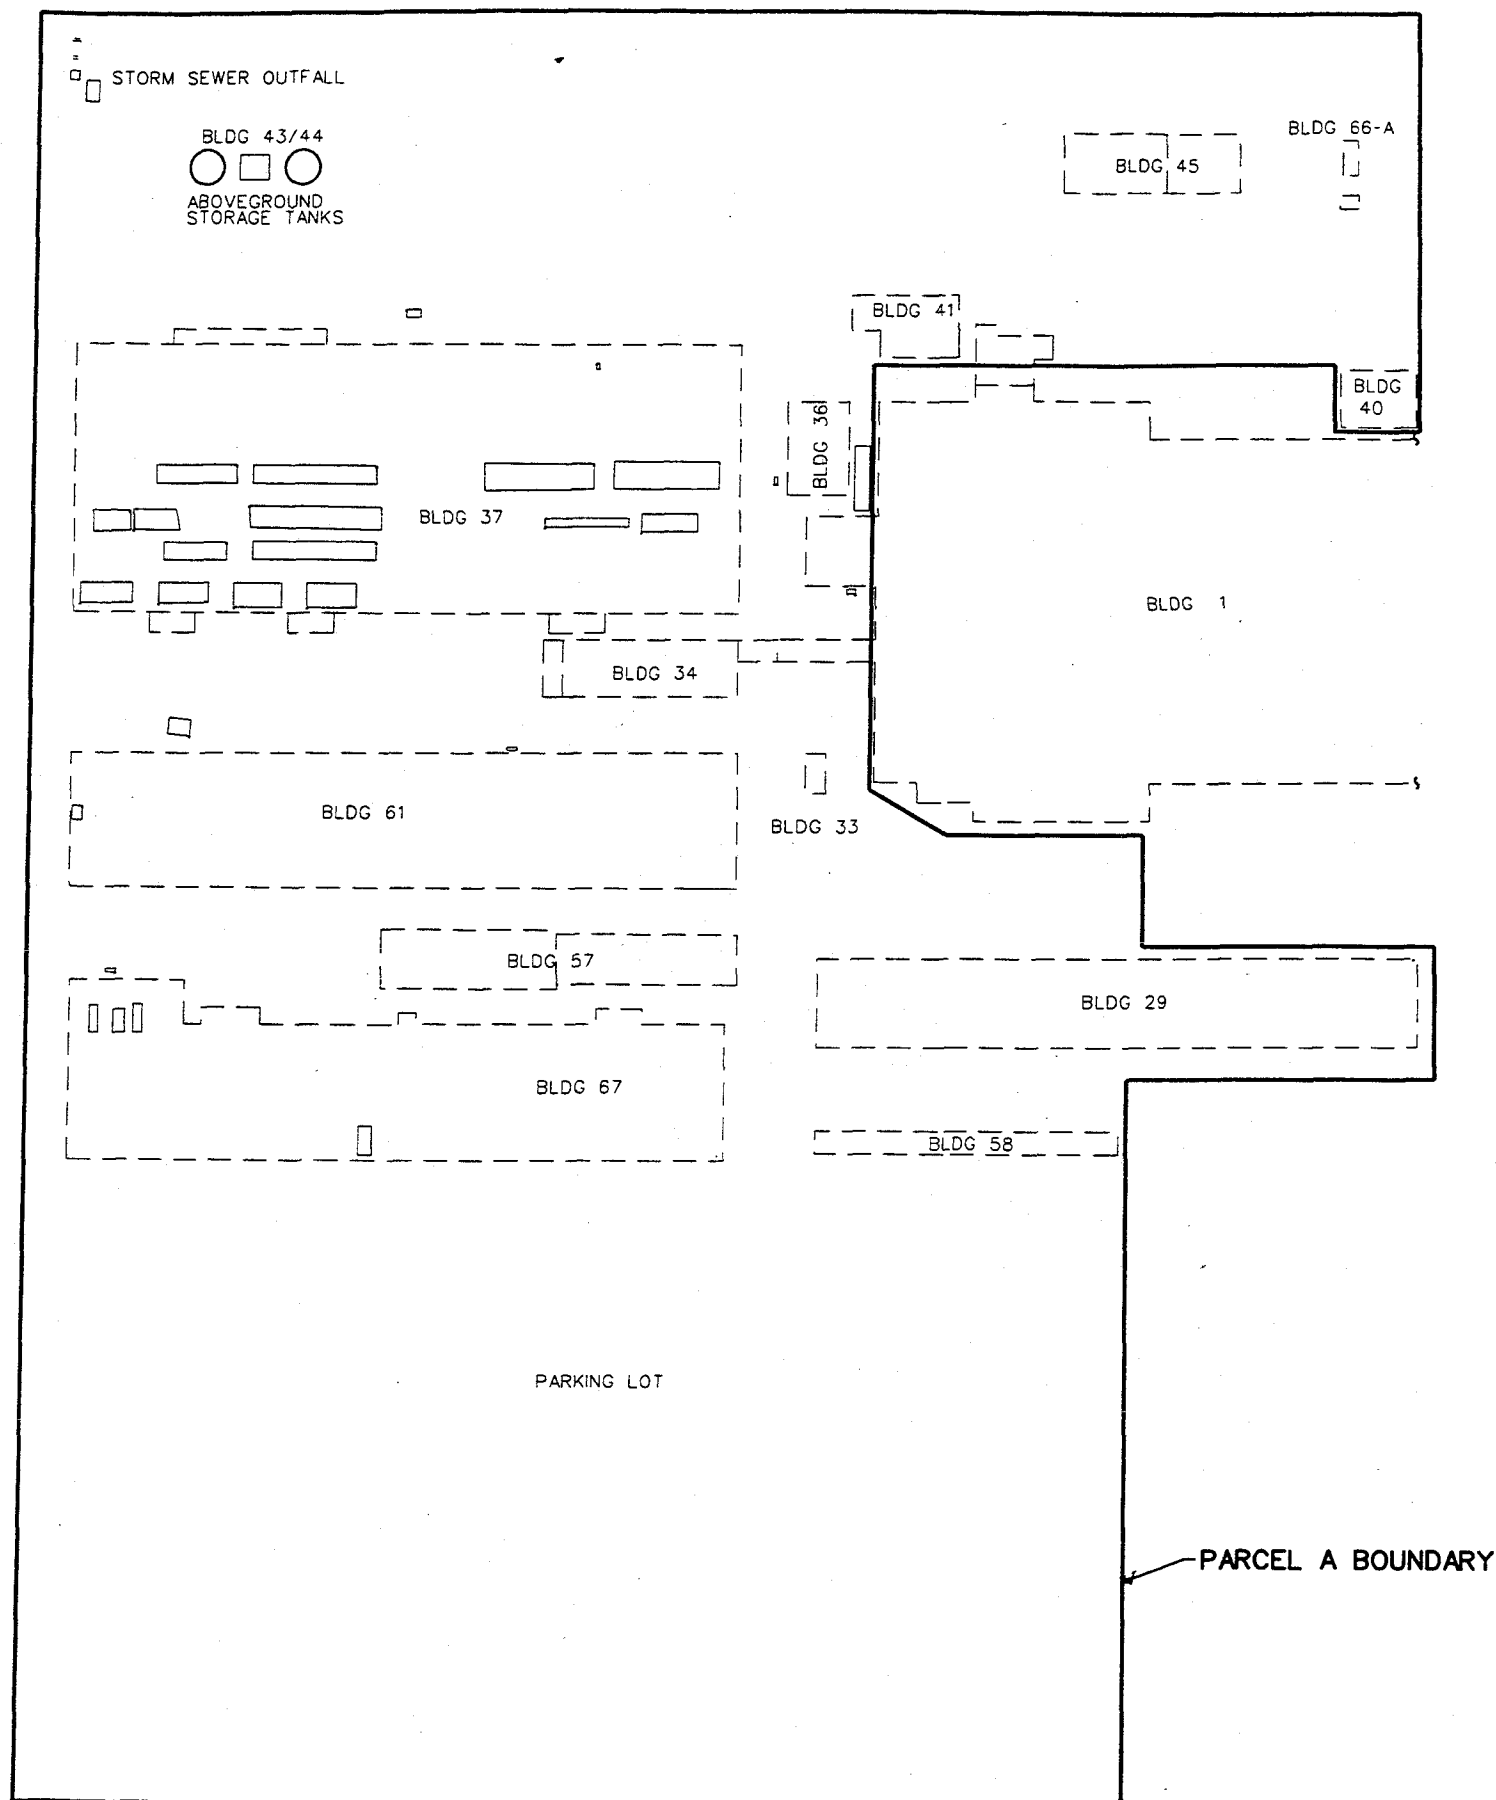 STORM SEWER OUTFALL
BLDG 43/44
ABOVEGROUND
STORAGE TANKS
BLDG 66-A
BLDG 45
BLDG 41
BLDG
40
BLDG 36
BLDG 37
BLDG 1
BLDG 34
BLDG 61
BLDG 33
BLDG 57
BLDG 29
BLDG 67
BLDG 58
PARKING LOT
PARCEL A BOUNDARY